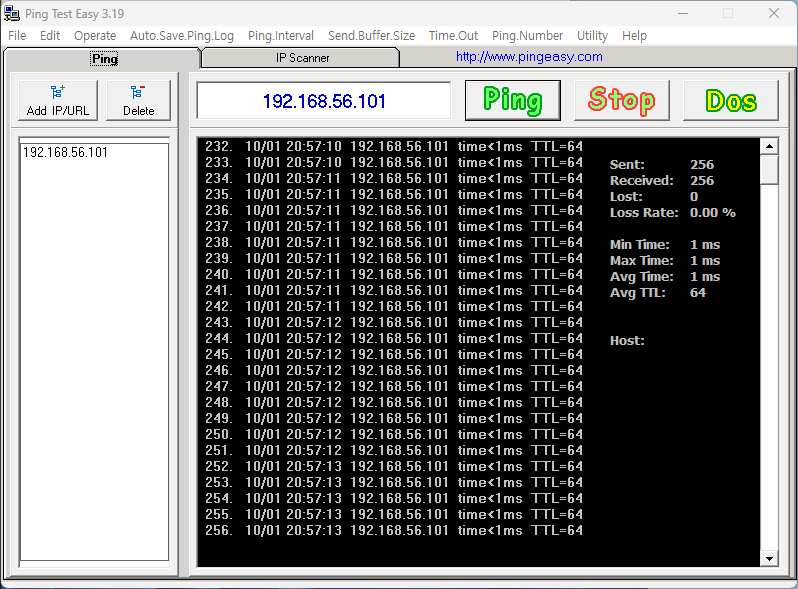 Ping Test Easy 3.19
File Edit Operate Auto.Save.Ping.Log Ping.Interval Send.Buffer.Size Time.Out Ping.Number Utility Help
Ping IP Scanner http://www.pingeasy.com
Add IP/URL Delete
192.168.56.101
Ping Stop Dos
192.168.56.101
232. 10/01 20:57:10 192.168.56.101 time<1ms TTL=64
233. 10/01 20:57:10 192.168.56.101 time<1ms TTL=64
234. 10/01 20:57:11 192.168.56.101 time<1ms TTL=64
235. 10/01 20:57:11 192.168.56.101 time<1ms TTL=64
236. 10/01 20:57:11 192.168.56.101 time<1ms TTL=64
237. 10/01 20:57:11 192.168.56.101 time<1ms TTL=64
238. 10/01 20:57:11 192.168.56.101 time<1ms TTL=64
239. 10/01 20:57:11 192.168.56.101 time<1ms TTL=64
240. 10/01 20:57:11 192.168.56.101 time<1ms TTL=64
241. 10/01 20:57:11 192.168.56.101 time<1ms TTL=64
242. 10/01 20:57:11 192.168.56.101 time<1ms TTL=64
243. 10/01 20:57:12 192.168.56.101 time<1ms TTL=64
244. 10/01 20:57:12 192.168.56.101 time<1ms TTL=64
245. 10/01 20:57:12 192.168.56.101 time<1ms TTL=64
246. 10/01 20:57:12 192.168.56.101 time<1ms TTL=64
247. 10/01 20:57:12 192.168.56.101 time<1ms TTL=64
248. 10/01 20:57:12 192.168.56.101 time<1ms TTL=64
249. 10/01 20:57:12 192.168.56.101 time<1ms TTL=64
250. 10/01 20:57:12 192.168.56.101 time<1ms TTL=64
251. 10/01 20:57:12 192.168.56.101 time<1ms TTL=64
252. 10/01 20:57:13 192.168.56.101 time<1ms TTL=64
253. 10/01 20:57:13 192.168.56.101 time<1ms TTL=64
254. 10/01 20:57:13 192.168.56.101 time<1ms TTL=64
255. 10/01 20:57:13 192.168.56.101 time<1ms TTL=64
256. 10/01 20:57:13 192.168.56.101 time<1ms TTL=64
Sent: 256
Received: 256
Lost: 0
Loss Rate: 0.00 %
Min Time: 1 ms
Max Time: 1 ms
Avg Time: 1 ms
Avg TTL: 64
Host: